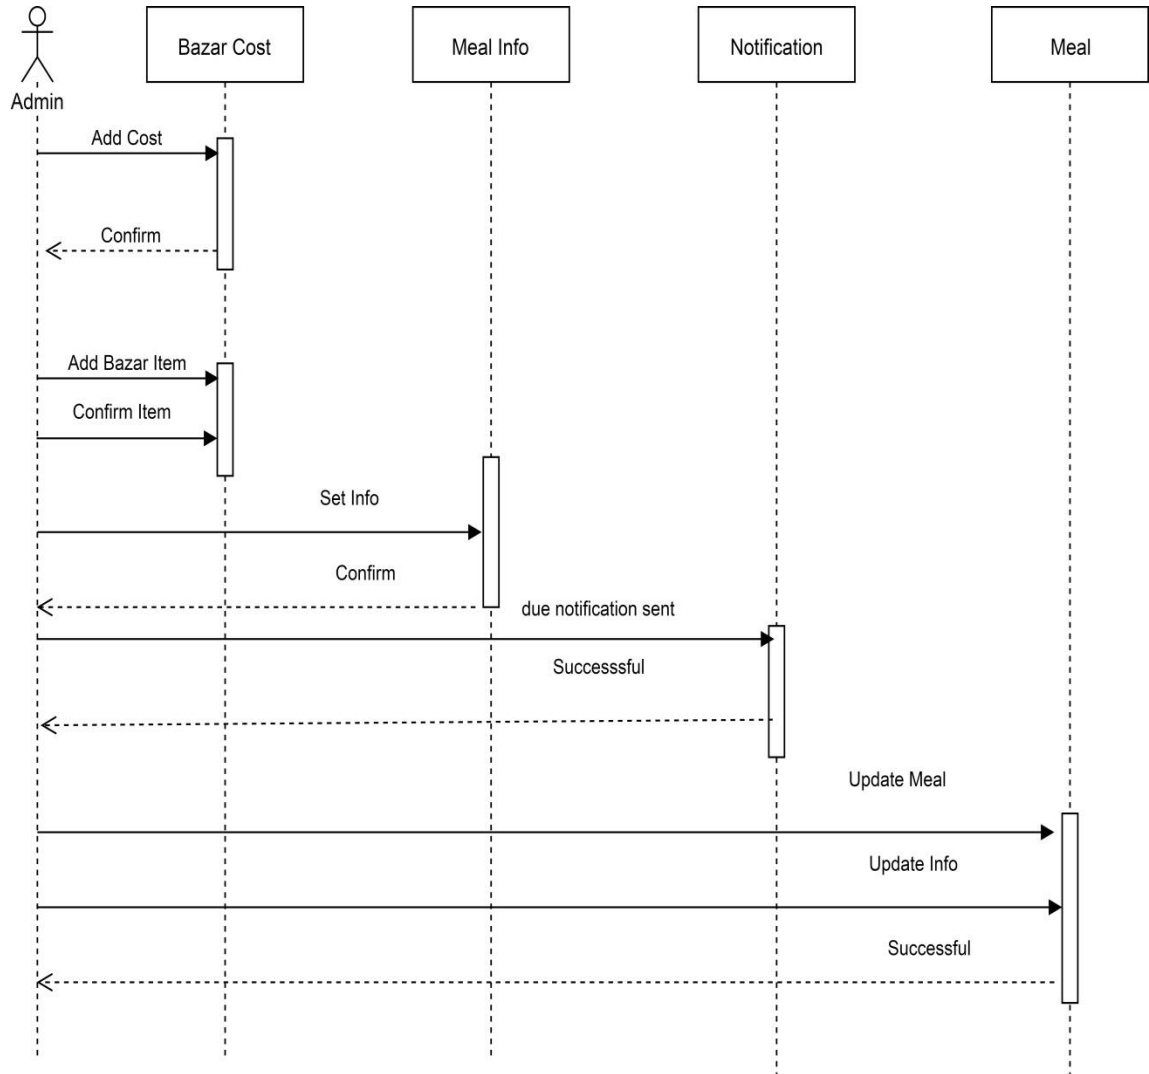 Bazar Cost
Meal Info
Notification
Meal
Admin
Add Cost
Confirm
Add Bazar Item
Confirm Item
Set Info
Confirm
due notification sent
Successsful
Update Meal
Update Info
Successful